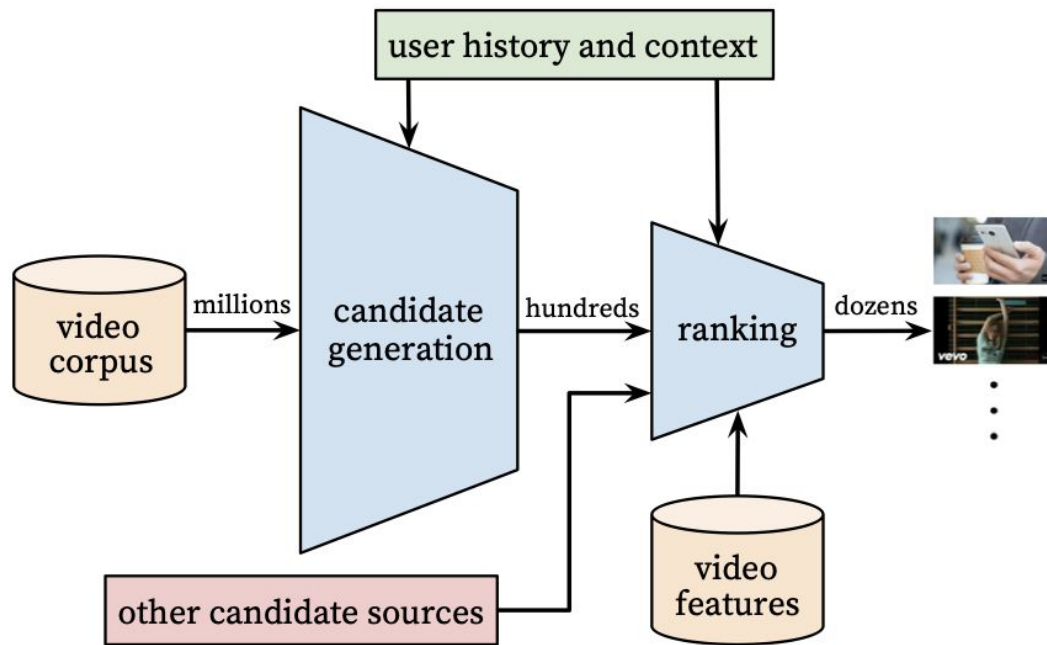 user history and context
video
corpus
millions
candidate
generation
hundreds
ranking
dozens
vevo
other candidate sources
video
features